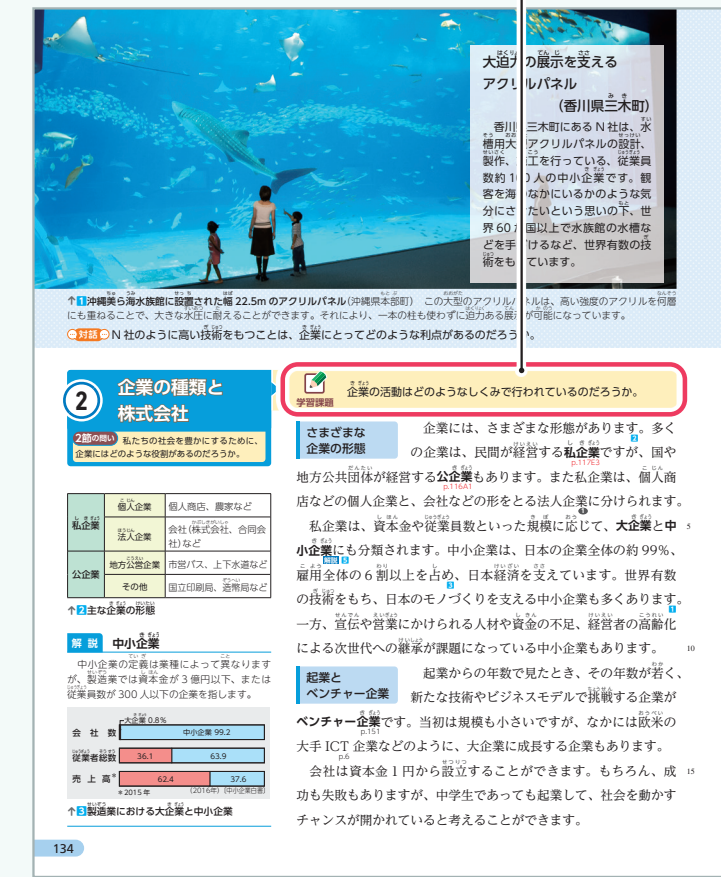 大迫力の展示を支える
アクリルパネル
(香川県三木町)
香川県三木町にあるN社は、水
槽用大型アクリルパネルの設計、
製作、施工を行っている、従業員
数約100人の中小企業です。観
客を海のなかにいるかのような気
分にさせたいという思いの下、世
界60か国以上で水族館の水槽な
どを手がけるなど、世界有数の技
術をもっています。
↑1沖縄美ら海水族館に設置された幅22.5mのアクリルパネル(沖縄県本部町) この大型のアクリルパネルは、高い強度のアクリルを何層
にも重ねることで、大きな水圧に耐えることができます。それにより、一本の柱も使わずに迫力ある展示が可能になっています。
対話 N社のように高い技術をもつことは、企業にとってどのような利点があるのだろうか。
2 企業の種類と
株式会社
2節の問い 私たちの社会を豊かにするために、
企業にはどのような役割があるのだろうか。
学習課題 企業の活動はどのようなしくみで行われているのだろうか。
私企業 個人企業 個人商店、農家など
法人企業 会社(株式会社、合同会
社)など
公企業 地方公営企業 市営バス、上下水道など
その他 国立印刷局、造幣局など
↑2主な企業の形態
解説 中小企業
中小企業の定義は業種によって異なります
が、製造業では資本金が3億円以下、または
従業員数が300人以下の企業を指します。
大企業0.8%
会社数 中小企業 99.2
従業者総数 36.1 63.9
売上高* 62.4 37.6
*2015年 (2016年)〔中小企業白書〕
↑3製造業における大企業と中小企業
134
さまざまな
企業の形態
企業には、さまざまな形態があります。多く
の企業は、民間が経営する私企業ですが、国や
2
p.117E3
地方公共団体が経営する公企業もあります。また私企業は、個人商
p.116A1
店などの個人企業と、会社などの形をとる法人企業に分けられます。
私企業は、資本金や従業員数といった規模に応じて、大企業と中 5
小企業にも分類されます。中小企業は、日本の企業全体の約99%、
解説 5
雇用全体の6割以上を占め、日本経済を支えています。世界有数
3
の技術をもち、日本のモノづくりを支える中小企業も多くあります。
1
一方、宣伝や営業にかけられる人材や資金の不足、経営者の高齢化
による次世代への継承が課題になっている中小企業もあります。 10
起業と
ベンチャー企業
起業からの年数で見たとき、その年数が若く、
新たな技術やビジネスモデルで挑戦する企業が
ベンチャー企業です。当初は規模も小さいですが、なかには欧米の
p.151
大手ICT企業などのように、大企業に成長する企業もあります。
p.6
会社は資本金1円から設立することができます。もちろん、成 15
功も失敗もありますが、中学生であっても起業して、社会を動かす
チャンスが開かれていると考えることができます。